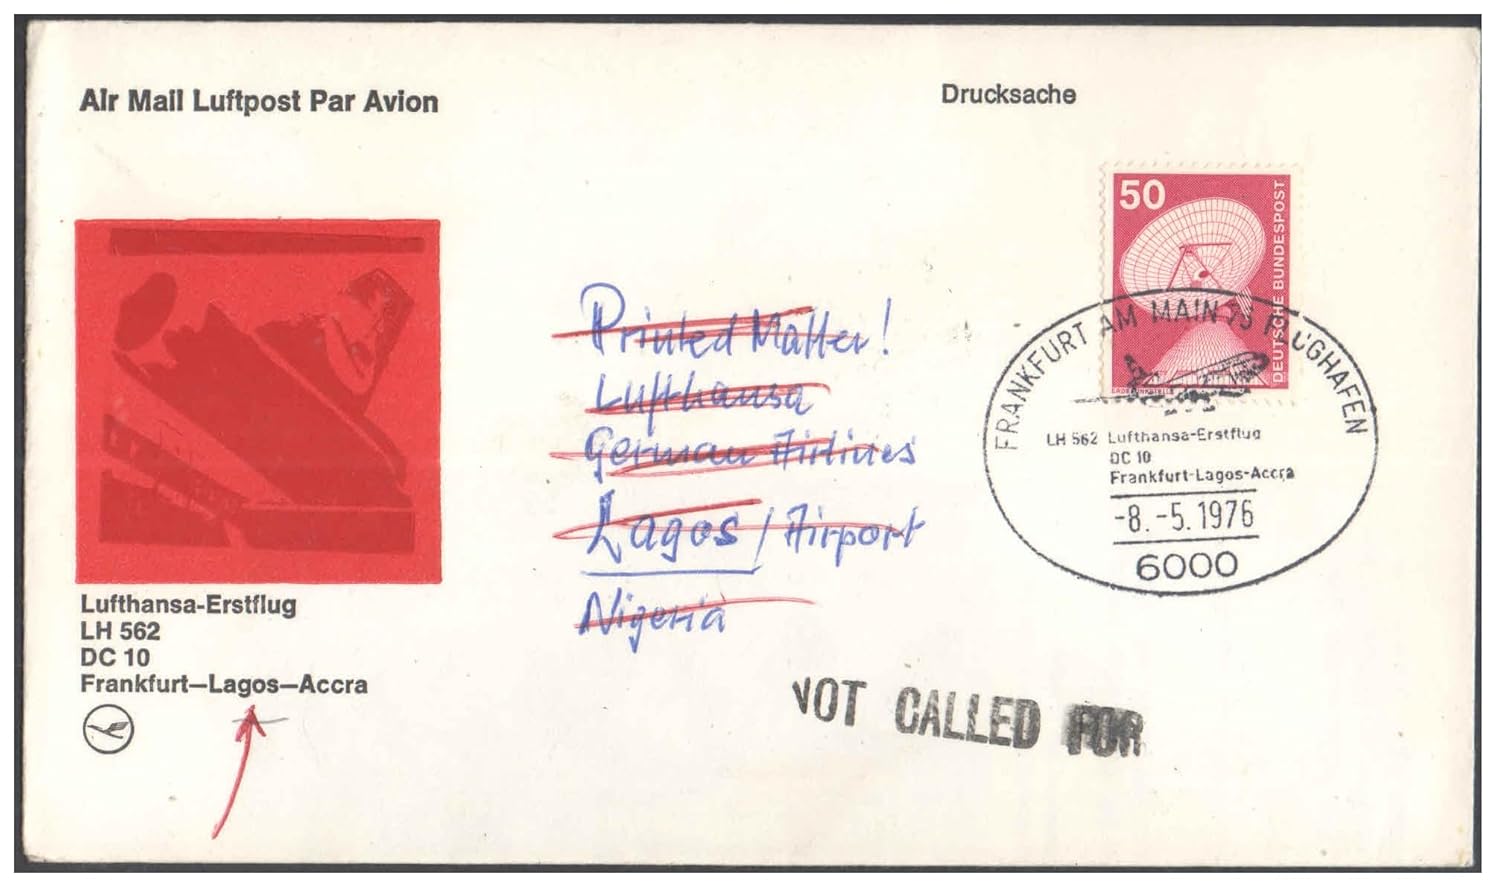 Air Mail Luftpost Par Avion
Drucksache
50
DEUTSCHE BUNDESPOST
Printed Matter!
Lufthansa
German Airlines
Lagos / Airport
Nigeria
FRANKFURT AM MAIN 75 FLUGHAFEN
LH 562 Lufthansa-Erstflug
DC 10
Frankfurt-Lagos-Accra
-8.-5.1976
6000
Lufthansa-Erstflug
LH 562
DC 10
Frankfurt—Lagos—Accra
NOT CALLED FOR